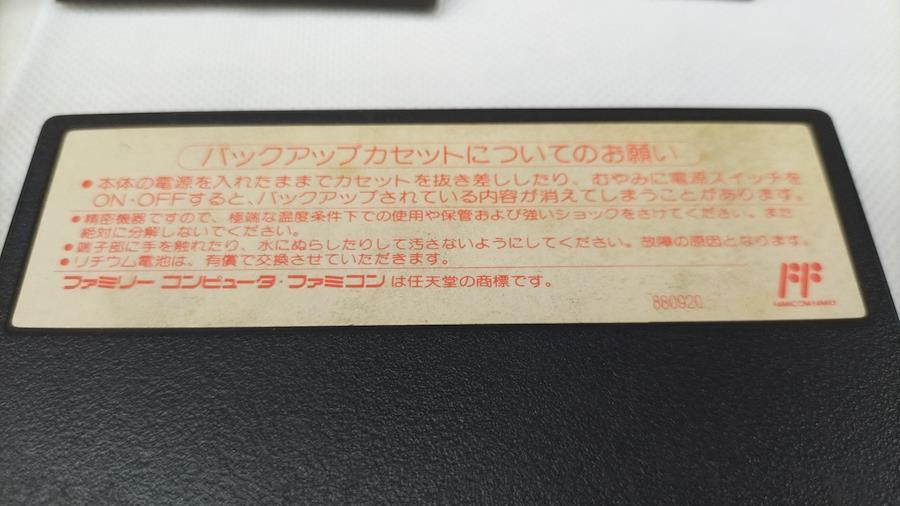 バックアップカセットについてのお願い
●本体の電源を入れたままでカセットを抜き差ししたり、むやみに電源スイッチを
ON・OFFすると、バックアップされている内容が消えてしまうことがあります。
●精密機器ですので、極端な温度条件下での使用や保管および強いショックをさけてください。また
絶対に分解しないでください。
●端子部に手を触れたり、水にぬらしたりして汚さないようにしてください。故障の原因となります。
●リチウム電池は、有償で交換させていただきます。
ファミリーコンピュータ・ファミコンは任天堂の商標です。
880920
FF
FAMICOM FAMILY